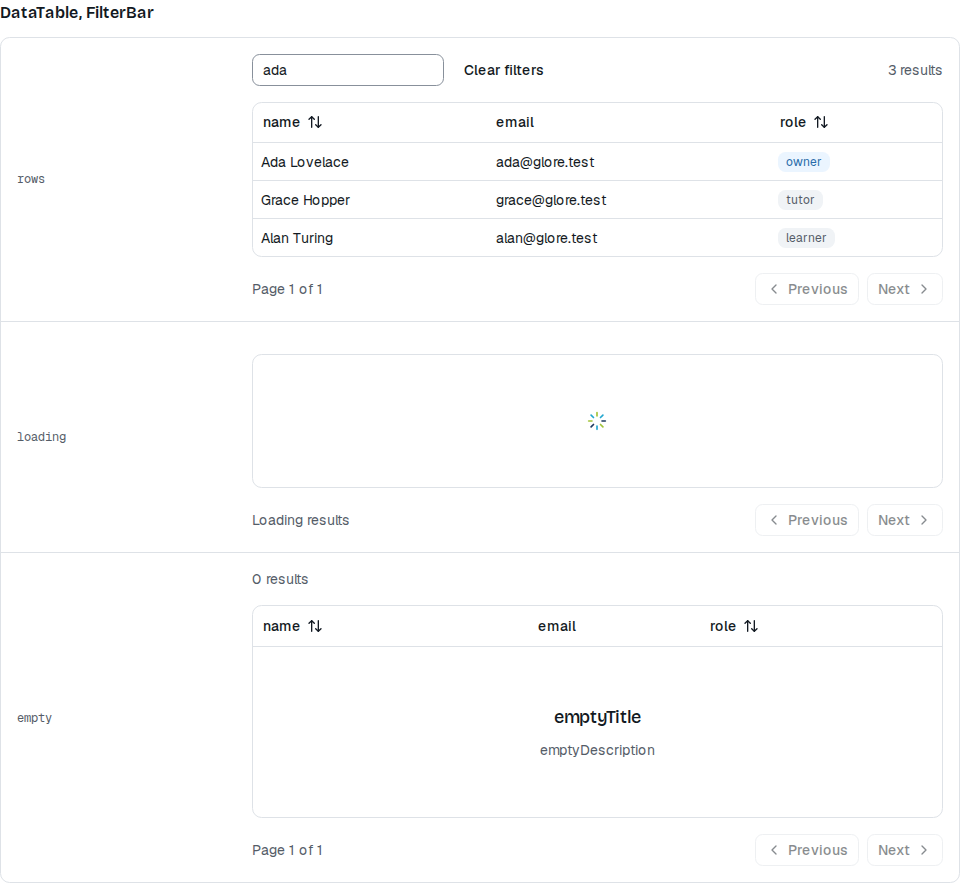 DataTable, FilterBar
ada Clear filters 3 results
name email role
rows
Ada Lovelace ada@glore.test owner
Grace Hopper grace@glore.test tutor
Alan Turing alan@glore.test learner
Page 1 of 1 Previous Next
loading
Loading results Previous Next
0 results
name email role
empty
emptyTitle
emptyDescription
Page 1 of 1 Previous Next